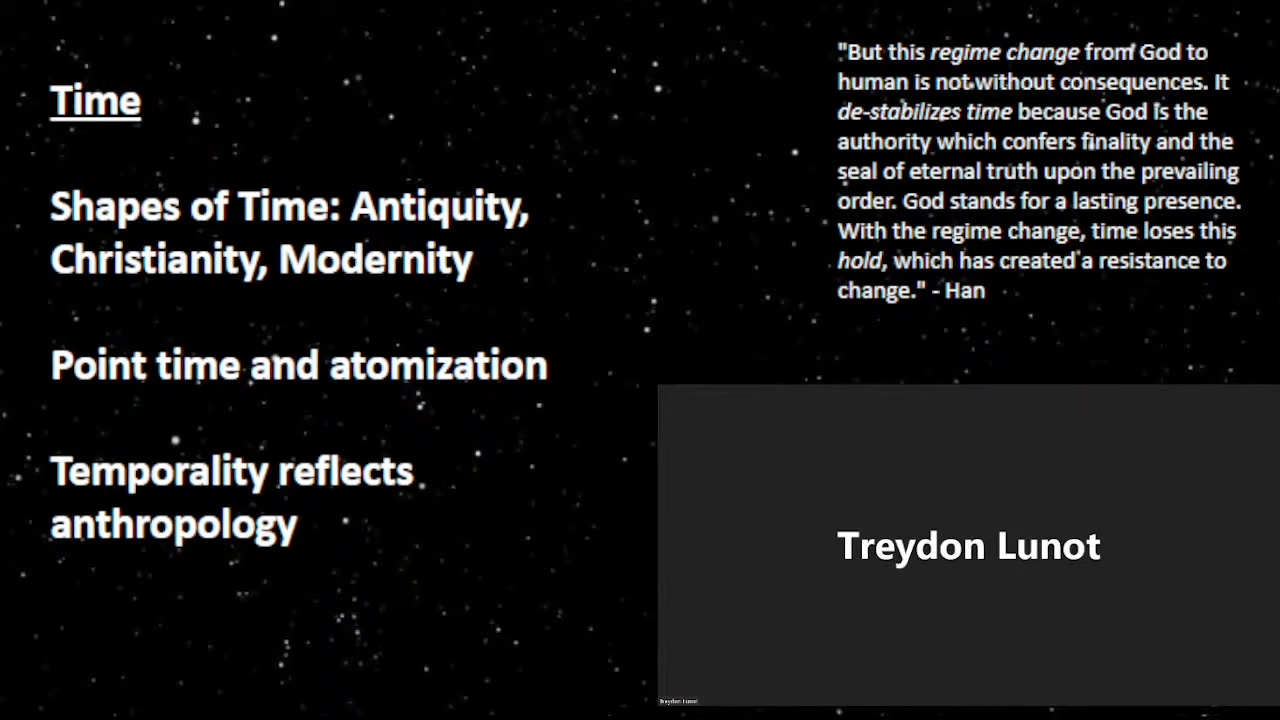 Time
Shapes of Time: Antiquity,
Christianity, Modernity
Point time and atomization
Temporality reflects
anthropology
"But this regime change from God to
human is not without consequences. It
de-stabilizes time because God is the
authority which confers finality and the
seal of eternal truth upon the prevailing
order. God stands for a lasting presence.
With the regime change, time loses this
hold, which has created a resistance to
change." - Han
Treydon Lunot
Treydon Lunot